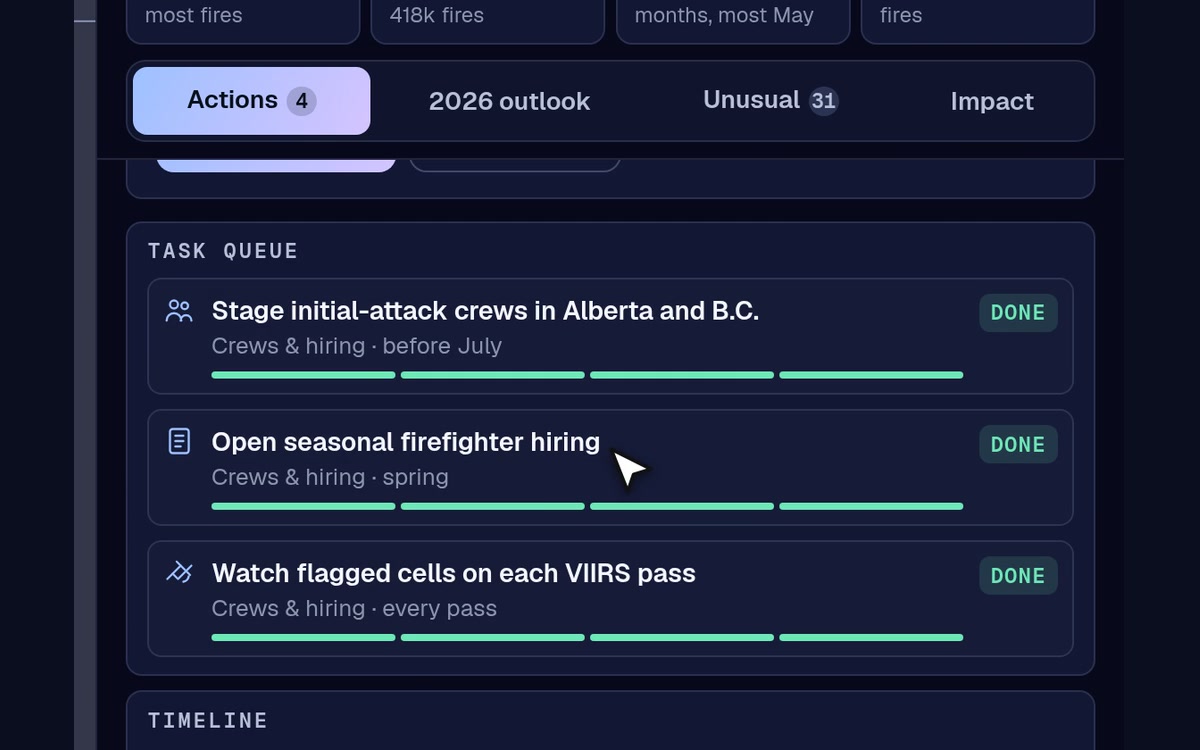 most fires
418k fires
months, most May
fires
Actions 4
2026 outlook
Unusual 31
Impact
TASK QUEUE
Stage initial-attack crews in Alberta and B.C.
DONE
Crews & hiring · before July
Open seasonal firefighter hiring
DONE
Crews & hiring · spring
Watch flagged cells on each VIIRS pass
DONE
Crews & hiring · every pass
TIMELINE